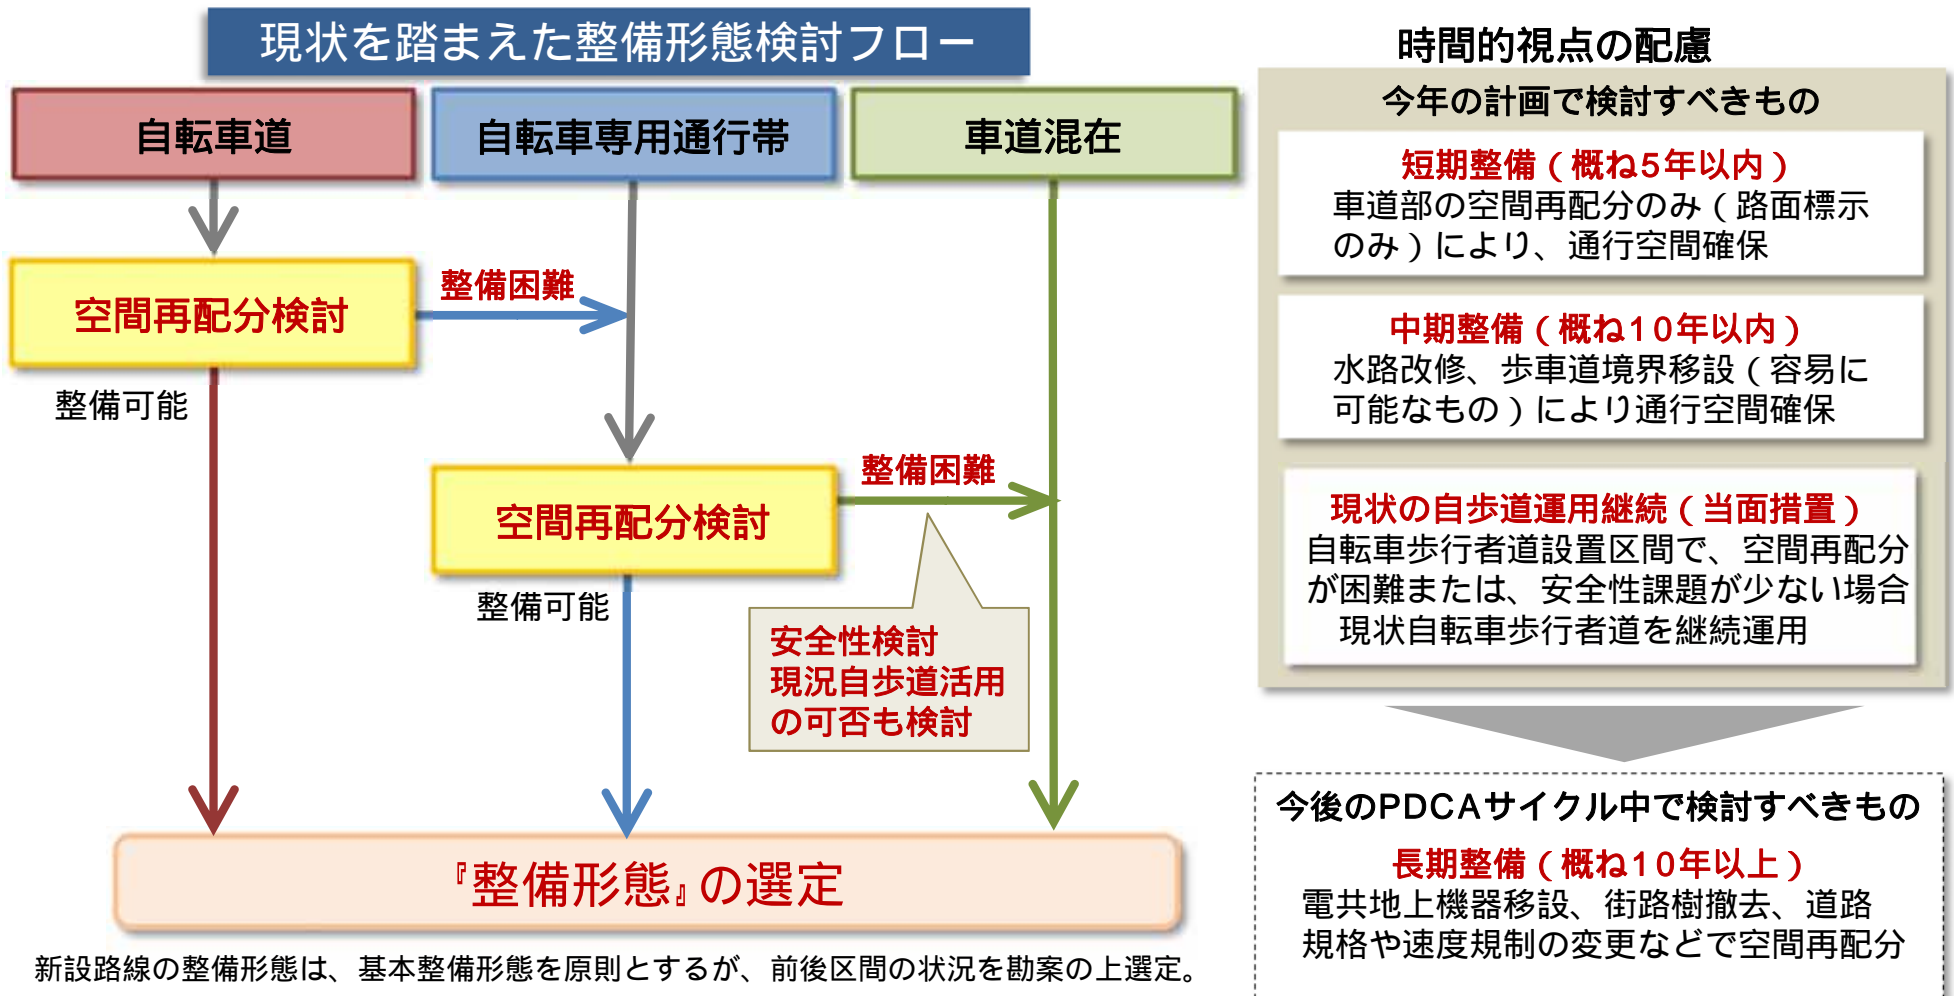 現状を踏まえた整備形態検討フロー
自転車道
自転車専用通行帯
車道混在
空間再配分検討
整備困難
整備可能
空間再配分検討
整備困難
整備可能
安全性検討
現況自歩道活用
の可否も検討
『整備形態』の選定
新設路線の整備形態は、基本整備形態を原則とするが、前後区間の状況を勘案の上選定。
時間的視点の配慮
今年の計画で検討すべきもの
短期整備（概ね5年以内）
車道部の空間再配分のみ（路面標示
のみ）により、通行空間確保
中期整備（概ね10年以内）
水路改修、歩車道境界移設（容易に
可能なもの）により通行空間確保
現状の自歩道運用継続（当面措置）
自転車歩行者道設置区間で、空間再配分
が困難または、安全性課題が少ない場合
現状自転車歩行者道を継続運用
今後のPDCAサイクル中で検討すべきもの
長期整備（概ね10年以上）
電共地上機器移設、街路樹撤去、道路
規格や速度規制の変更などで空間再配分